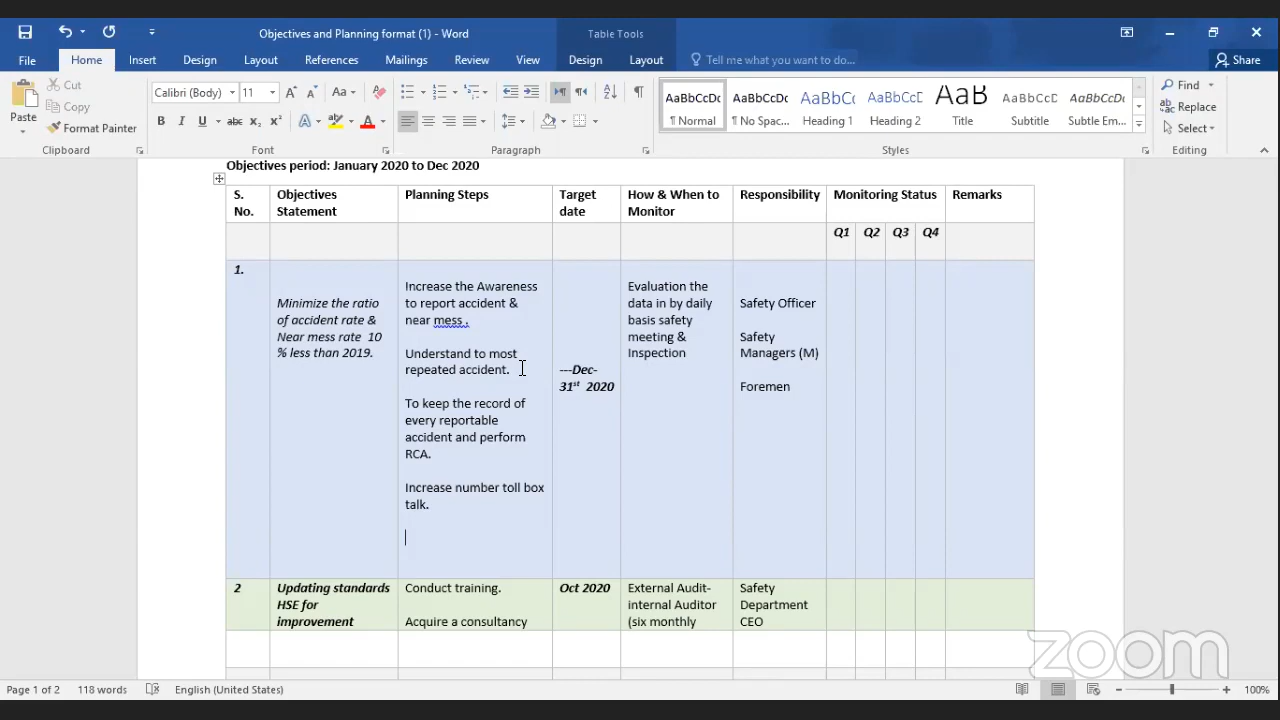 Objectives and Planning format (1) - Word
Table Tools
File
Home
Insert
Design
Layout
References
Mailings
Review
View
Design
Layout
Tell me what you want to do...
Share
Paste
Cut
Copy
Format Painter
Clipboard
Calibri (Body)
11
Aa
B
I
U
abc
x₂
x²
A
A
Font
Paragraph
AaBbCcDc
¶ Normal
AaBbCcDc
¶ No Spac...
AaBbCc
Heading 1
AaBbCcD
Heading 2
AaB
Title
AaBbCcD
Subtitle
AaBbCcDc
Subtle Em...
Styles
Find
Replace
Select
Editing
Objectives period: January 2020 to Dec 2020
S.
No.
Objectives
Statement
Planning Steps
Target
date
How & When to
Monitor
Responsibility
Monitoring Status
Remarks
Q1
Q2
Q3
Q4
1.
Minimize the ratio
of accident rate &
Near mess rate 10
% less than 2019.
Increase the Awareness
to report accident &
near mess .
Understand to most
repeated accident.
To keep the record of
every reportable
accident and perform
RCA.
Increase number toll box
talk.
---Dec-
31st 2020
Evaluation the
data in by daily
basis safety
meeting &
Inspection
Safety Officer
Safety
Managers (M)
Foremen
2
Updating standards
HSE for
improvement
Conduct training.
Acquire a consultancy
Oct 2020
External Audit-
internal Auditor
(six monthly
Safety
Department
CEO
zoom
Page 1 of 2
118 words
English (United States)
100%